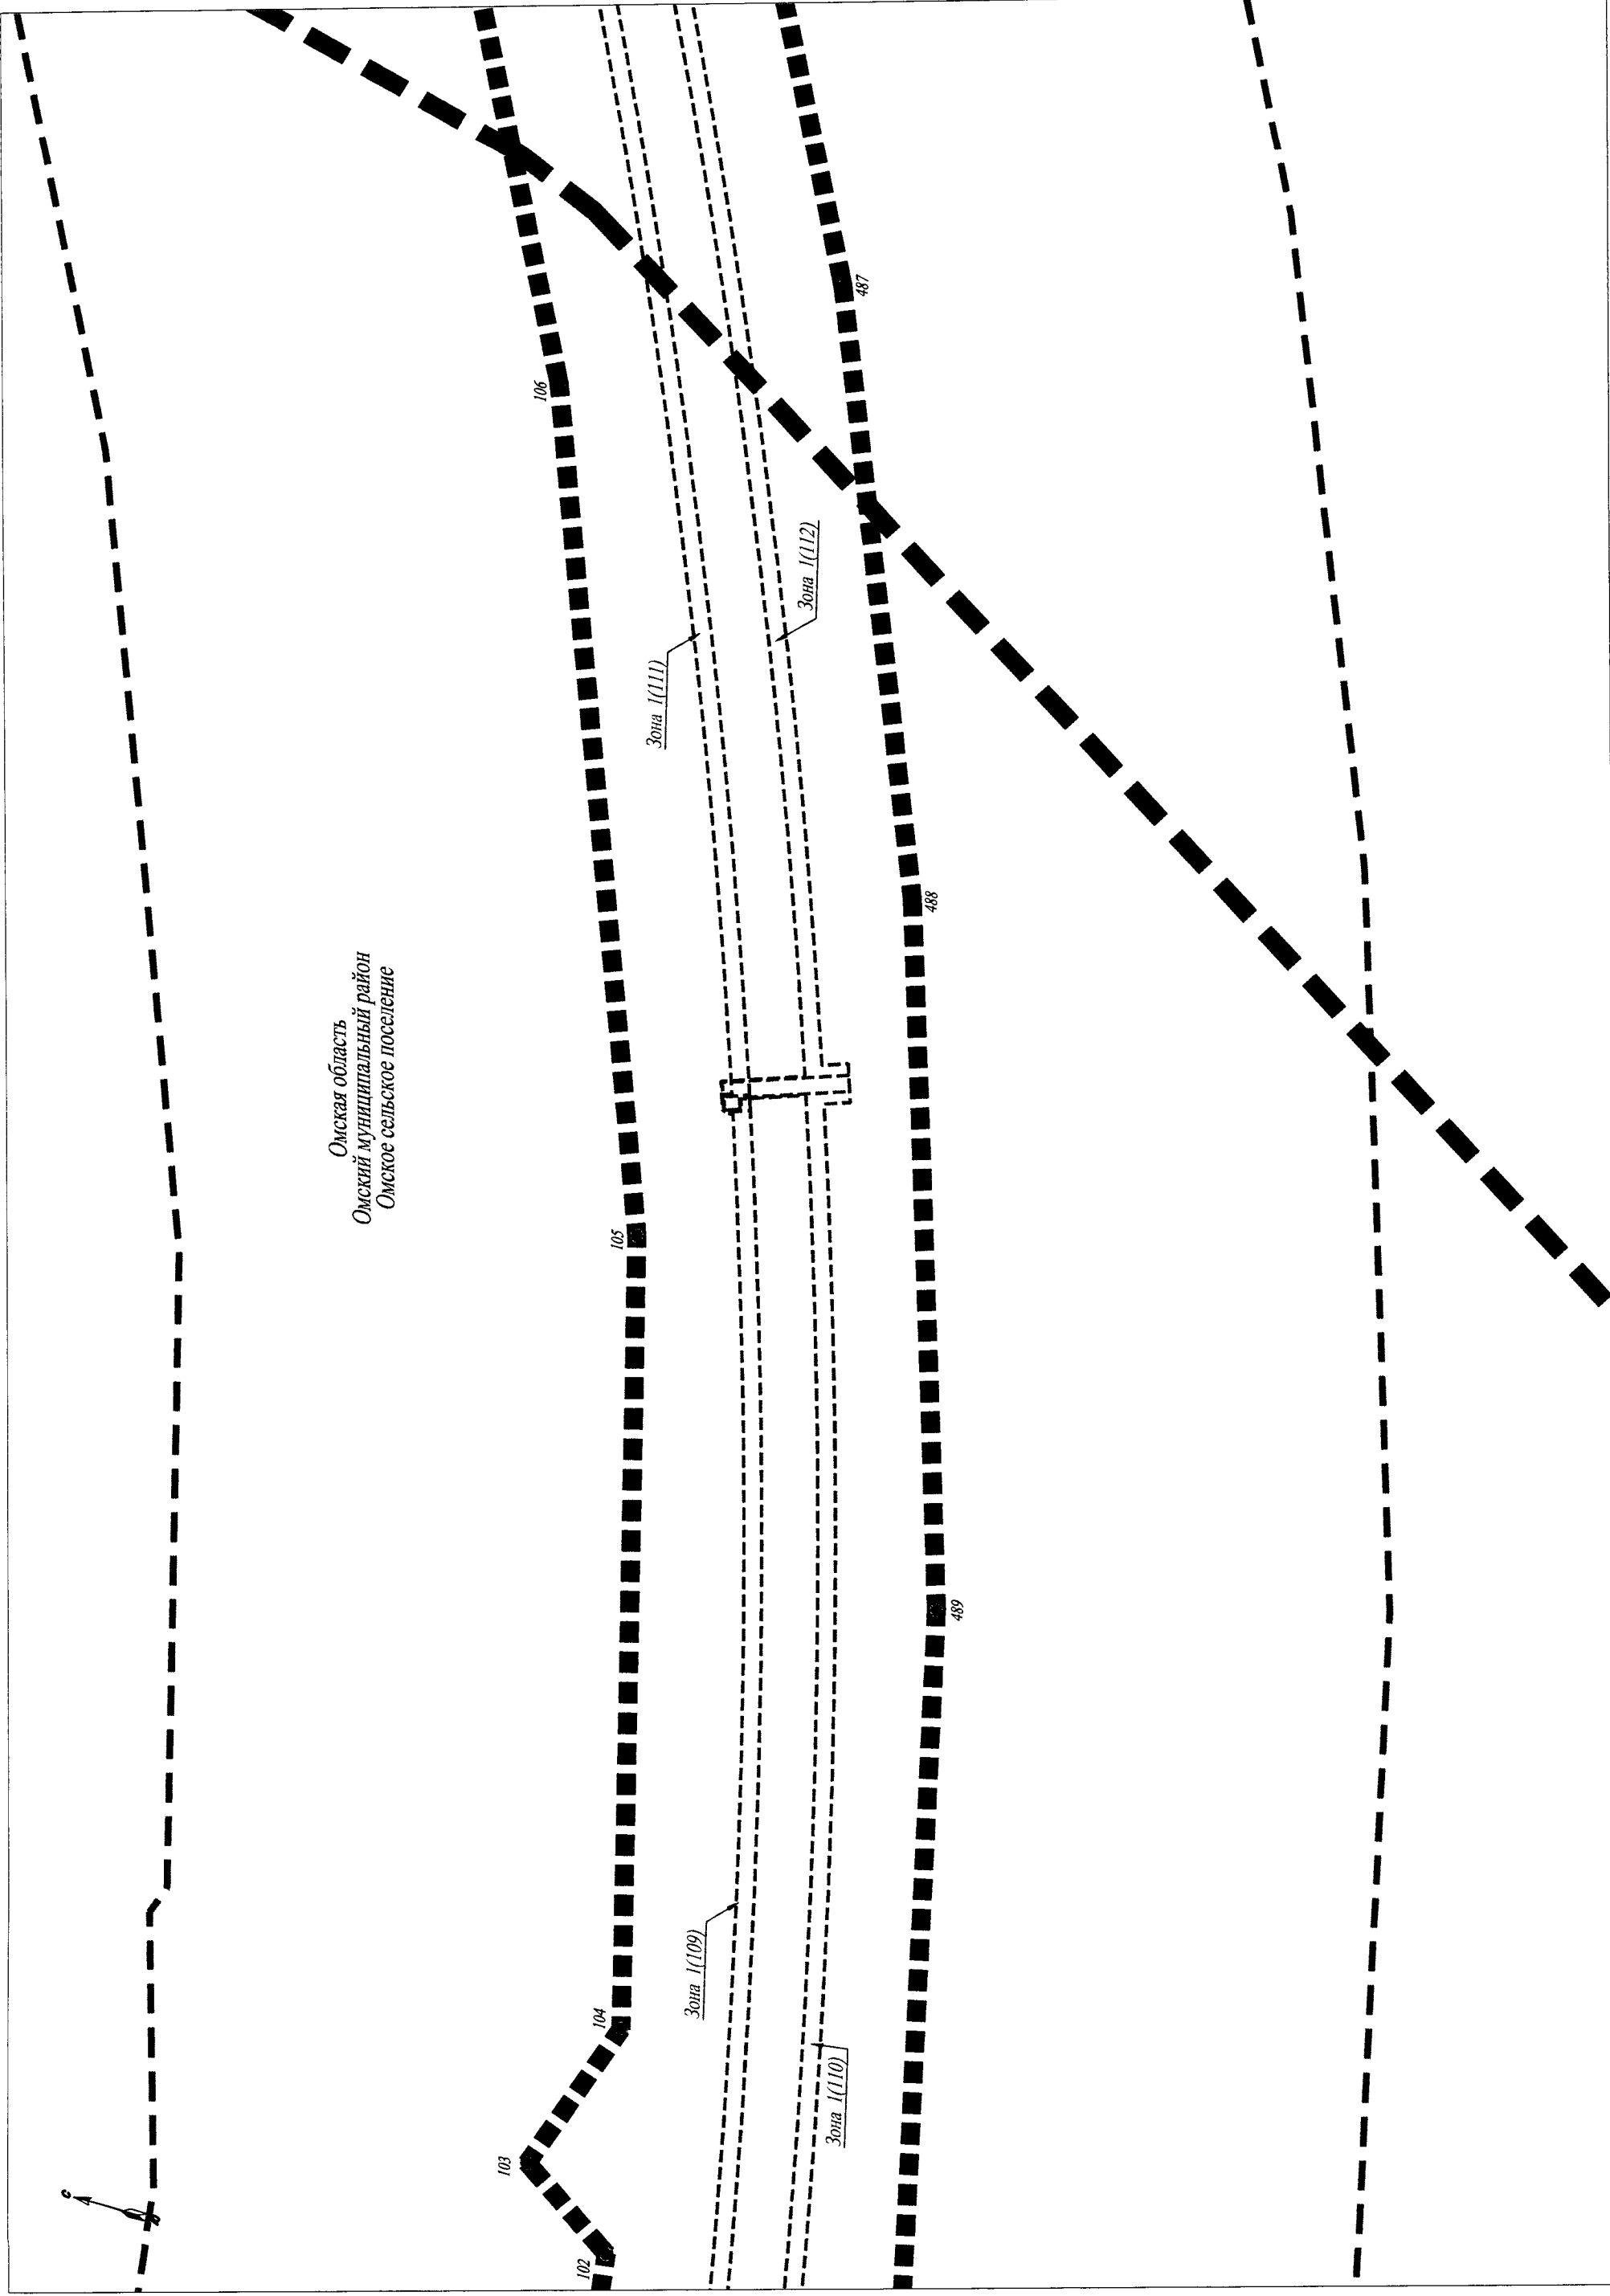 с
Омская область
Омский муниципальный район
Омское сельское поселение
102
103
104
105
106
Зона 1(109)
Зона 1(111)
Зона 1(110)
Зона 1(112)
489
488
487